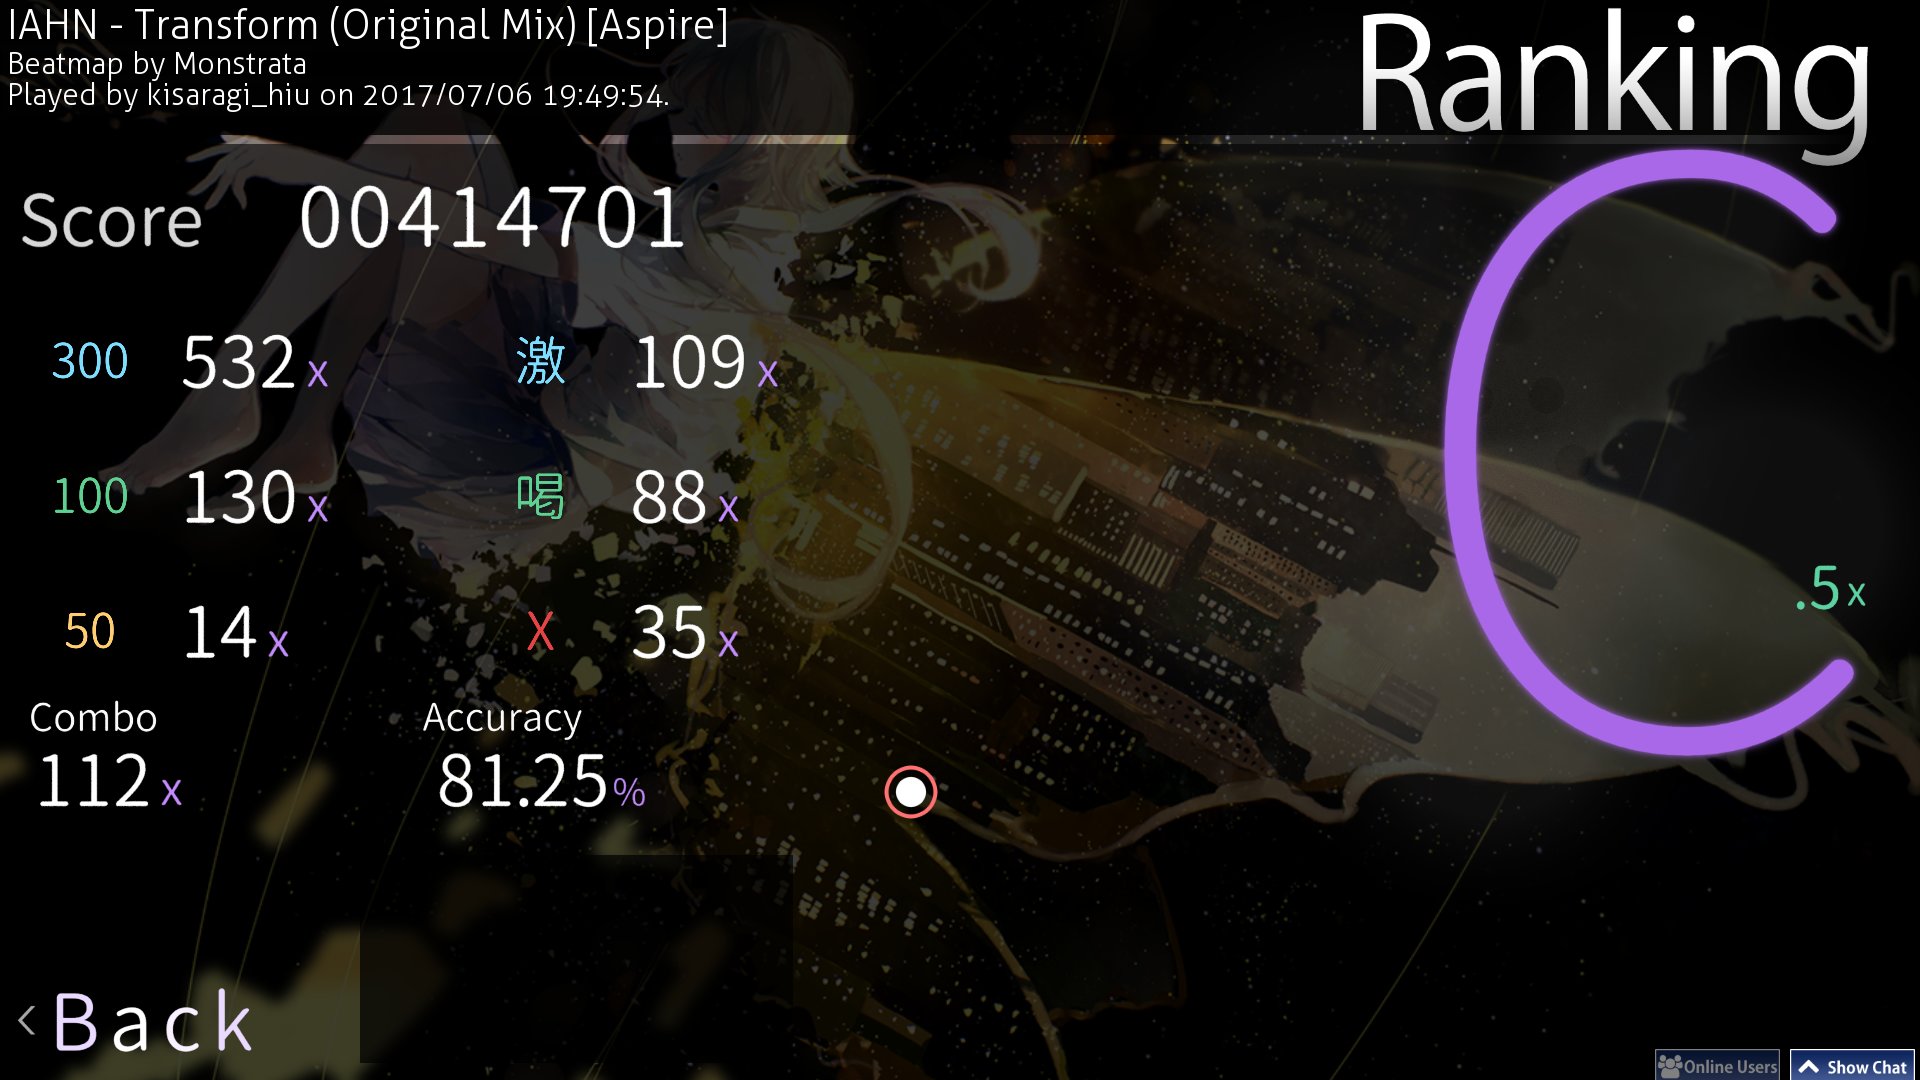 IAHN - Transform (Original Mix) [Aspire]
Beatmap by Monstrata
Played by kisaragi_hiu on 2017/07/06 19:49:54.
Ranking
Score 00414701
300 532x 激 109x
100 130x 喝 88x
50 14x X 35x
.5x
Combo Accuracy
112x 81.25%
C
<Back
Online Users Show Chat